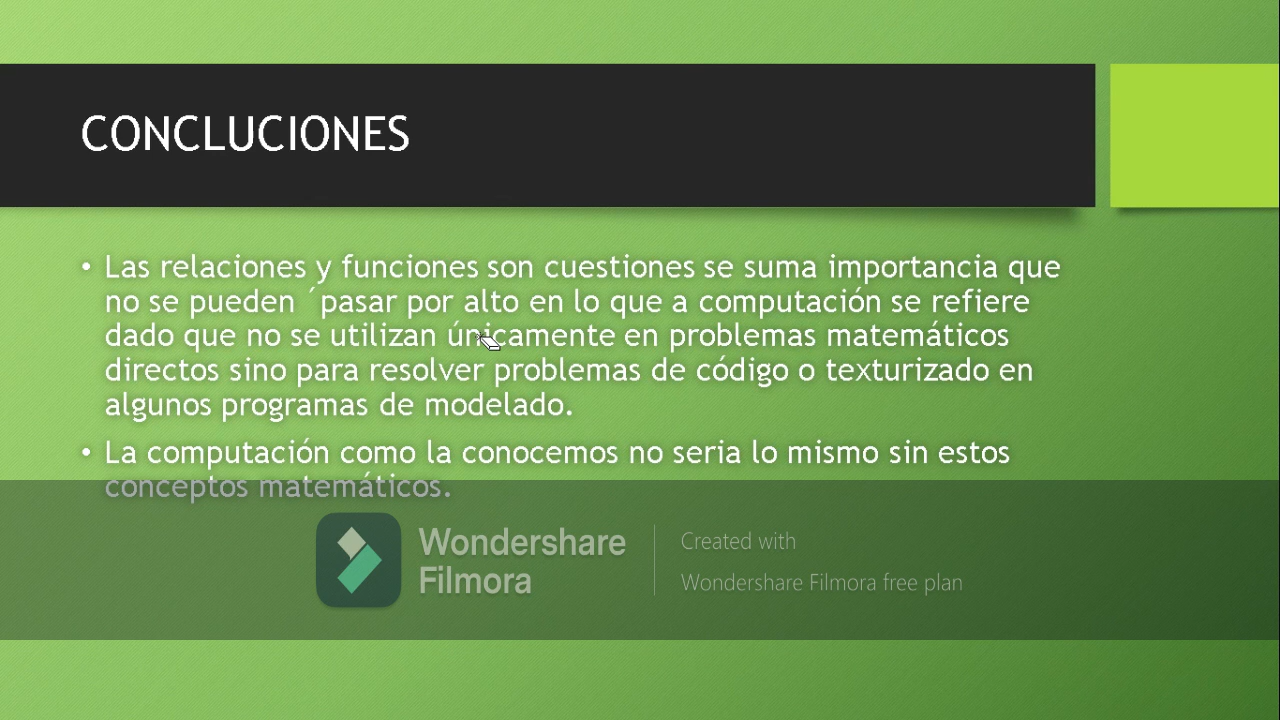 CONCLUCIONES
• Las relaciones y funciones son cuestiones se suma importancia que
no se pueden ´pasar por alto en lo que a computación se refiere
dado que no se utilizan únicamente en problemas matemáticos
directos sino para resolver problemas de código o texturizado en
algunos programas de modelado.
• La computación como la conocemos no seria lo mismo sin estos
conceptos matemáticos.
Wondershare
Filmora
Created with
Wondershare Filmora free plan